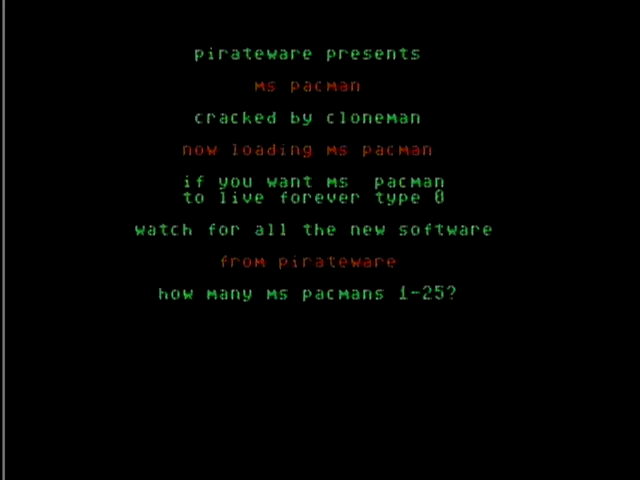 pirateware presents
ms pacman
cracked by cloneman
now loading ms pacman
if you want ms pacman
to live forever type 0
watch for all the new software
from pirateware
how many ms pacmans 1-25?